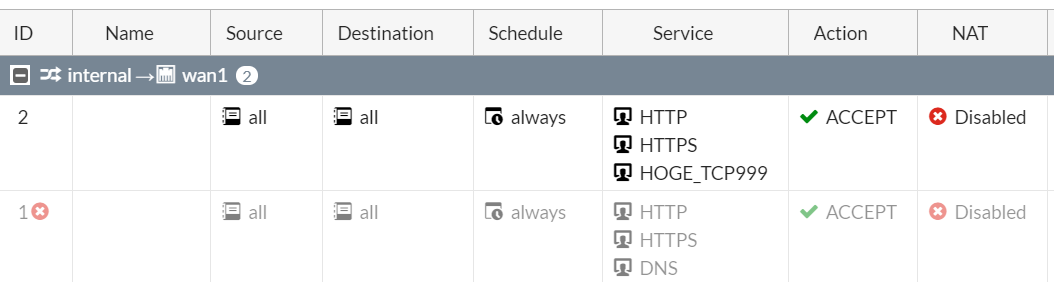 ID Name Source Destination Schedule Service Action NAT
internal→ wan1 2
2 all all always HTTP ACCEPT Disabled
HTTPS
HOGE_TCP999
1 all all always HTTP ACCEPT Disabled
HTTPS
DNS